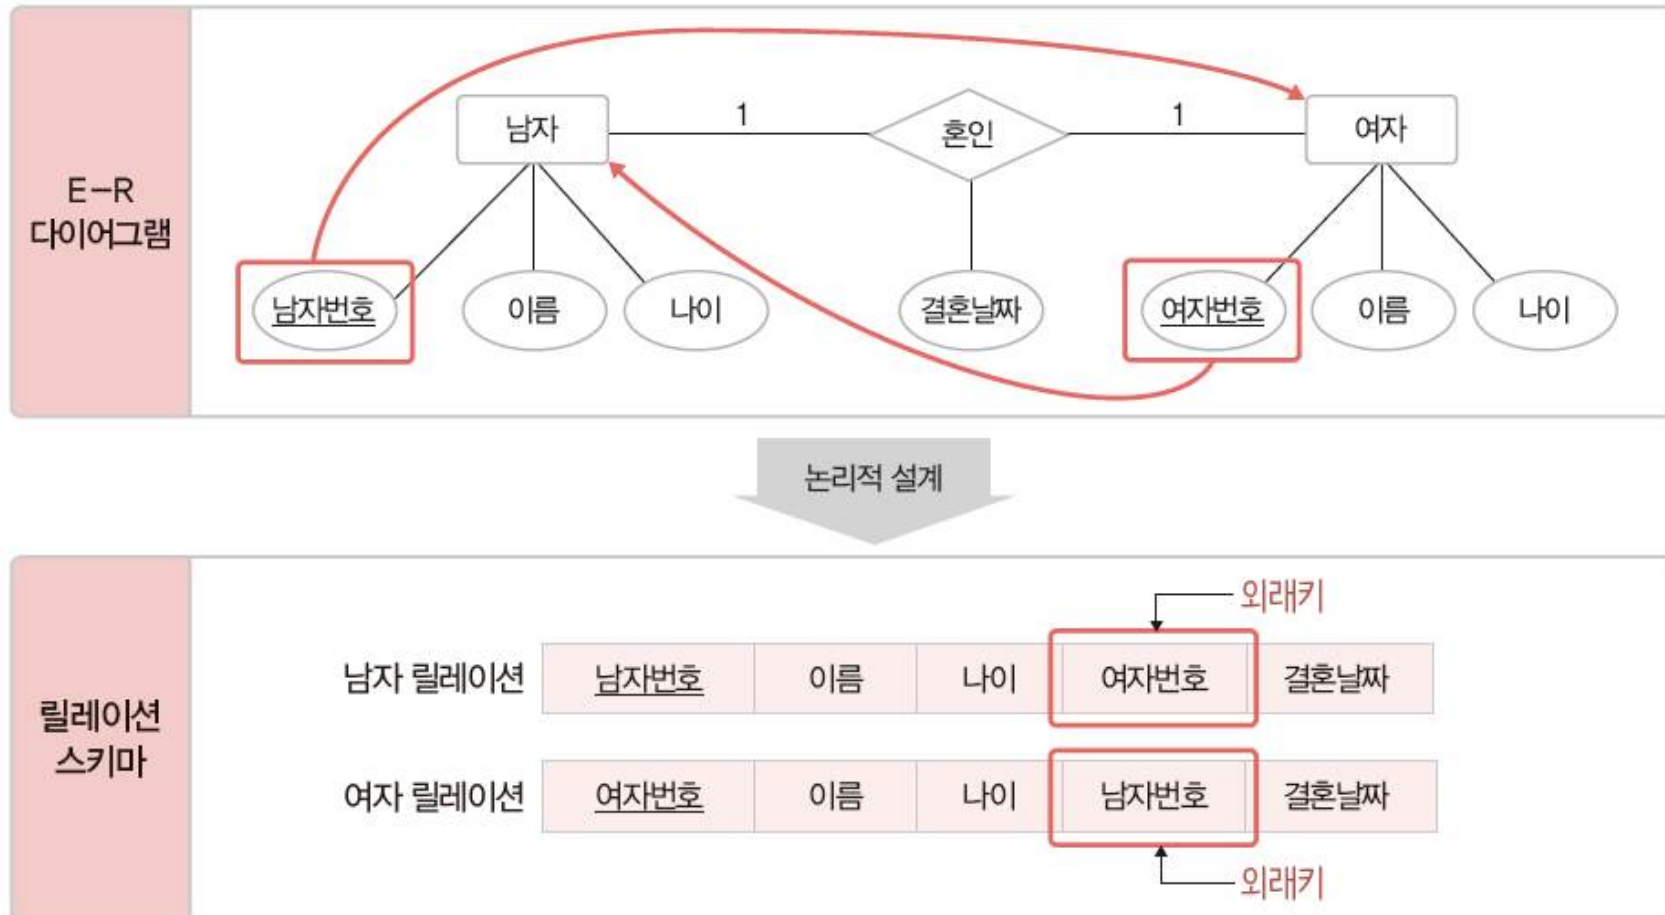 E-R
다이어그램
남자
1
혼인
1
여자
남자번호
이름
나이
결혼날짜
여자번호
이름
나이
논리적 설계
릴레이션
스키마
외래키
남자 릴레이션 남자번호 이름 나이 여자번호 결혼날짜
여자 릴레이션 여자번호 이름 나이 남자번호 결혼날짜
외래키